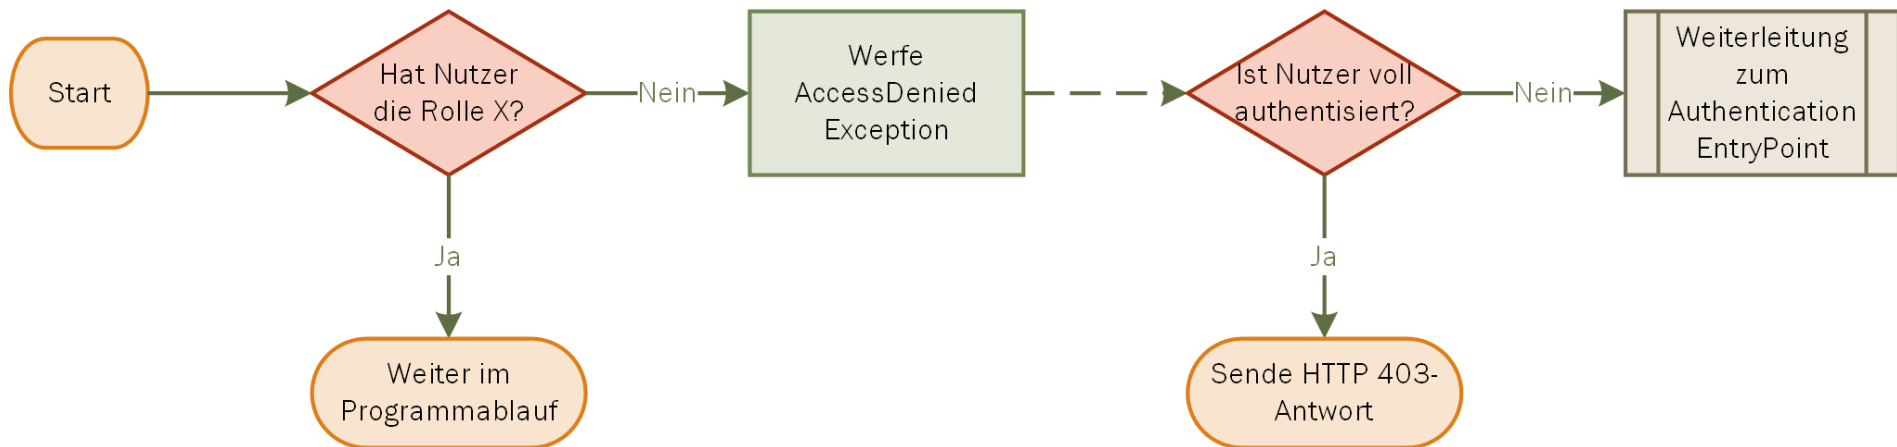 Start
Hat Nutzer
die Rolle X?
Nein
Werfe
AccessDenied
Exception
Ist Nutzer voll
authentisiert?
Nein
Weiterleitung
zum
Authentication
EntryPoint
Ja
Ja
Weiter im
Programmablauf
Sende HTTP 403-
Antwort